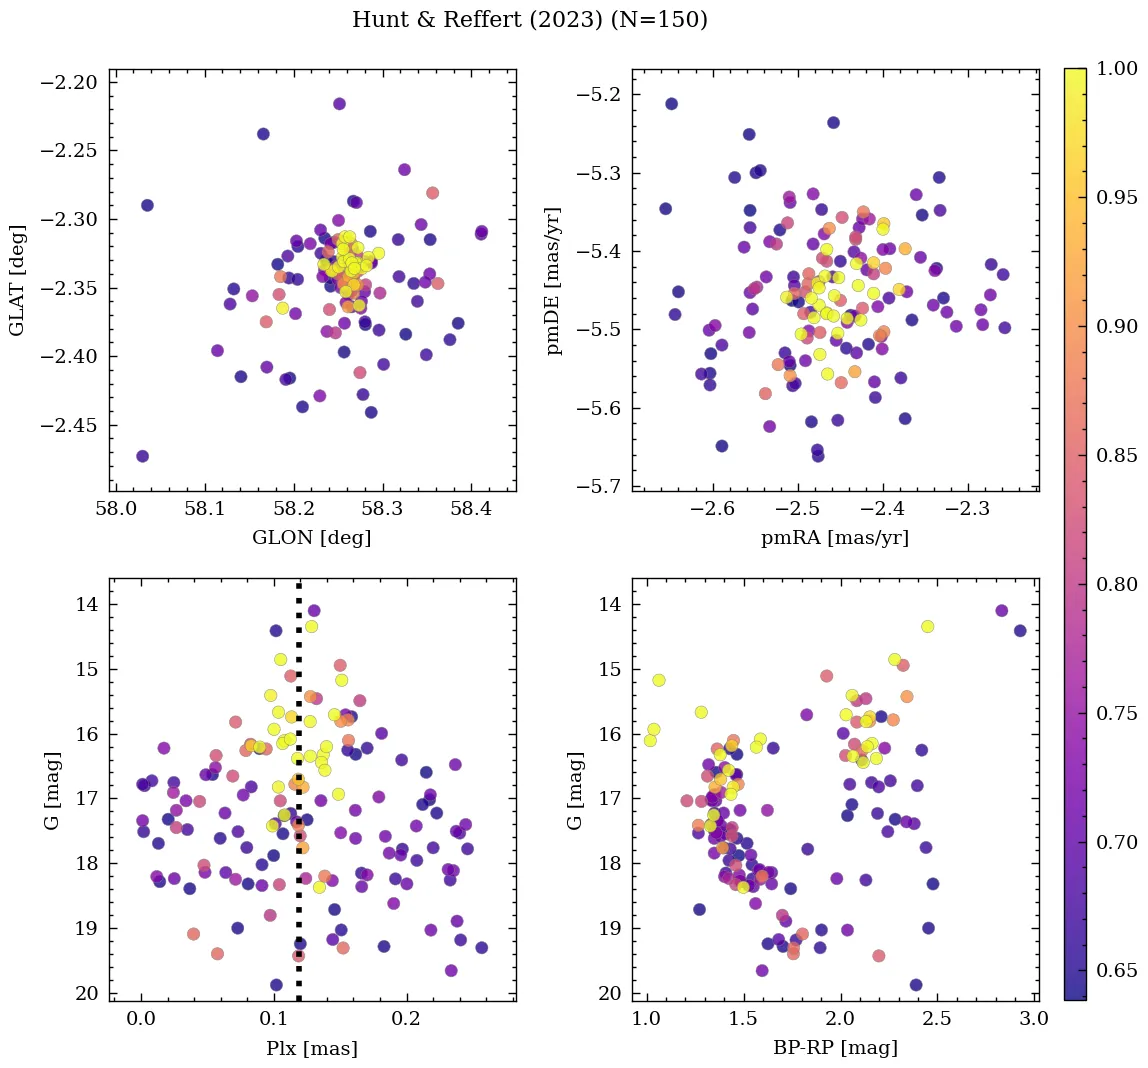 Hunt & Reffert (2023) (N=150)
−2.20
−2.25
−2.30
−2.35
−2.40
−2.45
GLAT [deg]
58.0 58.1 58.2 58.3 58.4
GLON [deg]
−5.2
−5.3
−5.4
−5.5
−5.6
−5.7
pmDE [mas/yr]
−2.6 −2.5 −2.4 −2.3
pmRA [mas/yr]
14
15
16
17
18
19
20
G [mag]
0.0 0.1 0.2
Plx [mas]
14
15
16
17
18
19
20
G [mag]
1.0 1.5 2.0 2.5 3.0
BP-RP [mag]
1.00
0.95
0.90
0.85
0.80
0.75
0.70
0.65